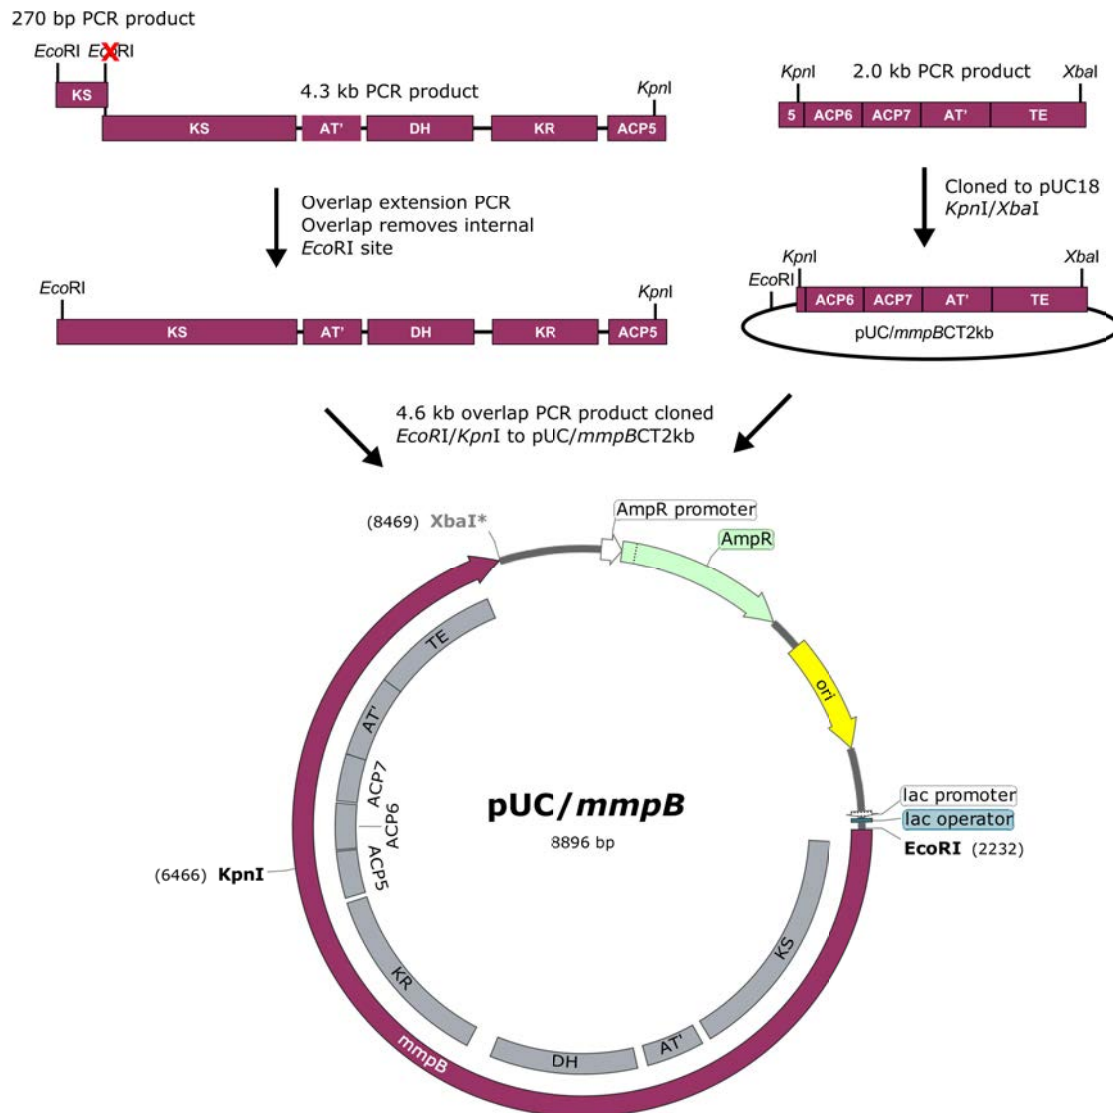 270 bp PCR product
EcoRI EcoRI
KS
4.3 kb PCR product
KpnI
KS AT' DH KR ACP5
KpnI 2.0 kb PCR product XbaI
5 ACP6 ACP7 AT' TE
Overlap extension PCR
Overlap removes internal
EcoRI site
Cloned to pUC18
KpnI/XbaI
EcoRI KpnI
KS AT' DH KR ACP5
EcoRI KpnI XbaI
ACP6 ACP7 AT' TE
pUC/mmpBCT2kb
4.6 kb overlap PCR product cloned
EcoRI/KpnI to pUC/mmpBCT2kb
(8469) XbaI*
AmpR promoter
AmpR
ori
lac promoter
lac operator
EcoRI (2232)
TE
AT'
ACP7
ACP6
ACP5
(6466) KpnI
pUC/mmpB
8896 bp
KS
KR
DH
AT'
mmpB